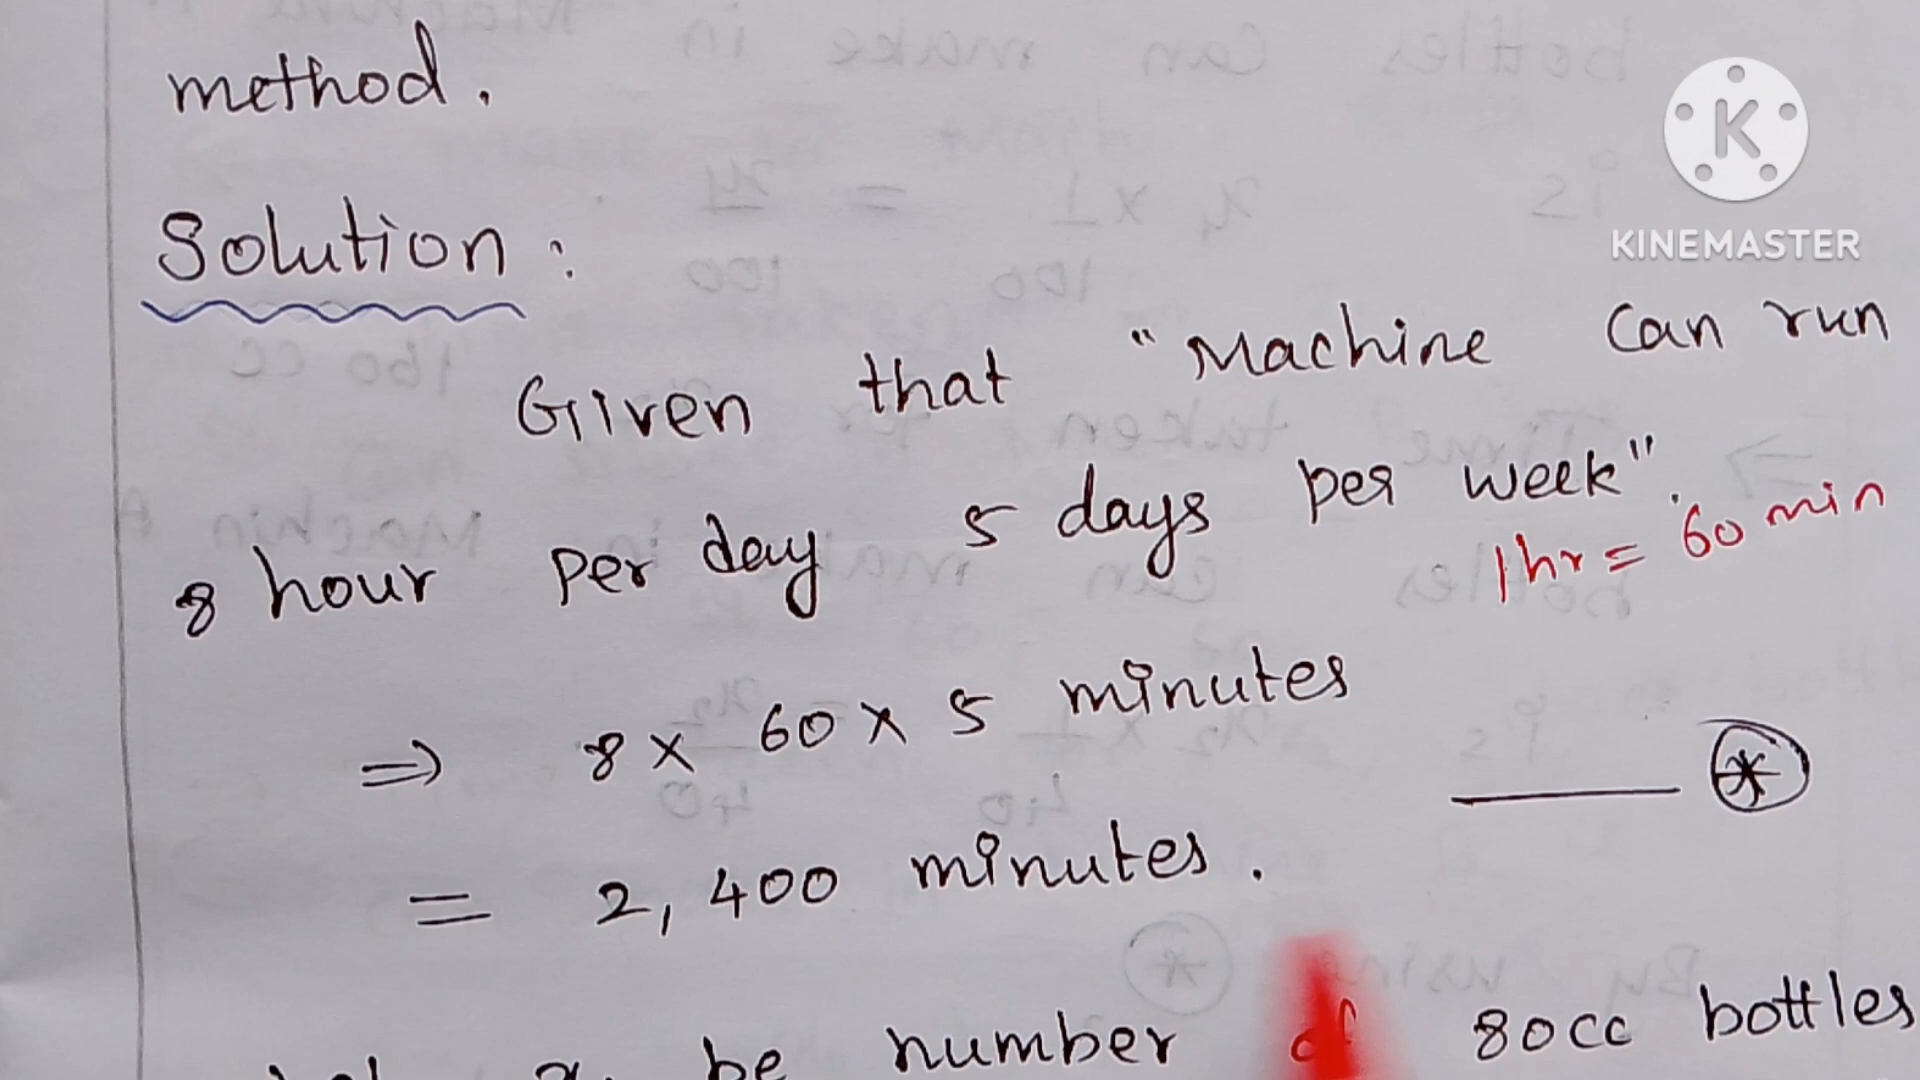 method.
KINEMASTER
Solution :
Given that "Machine can run
8 hour per day 5 days per week".
1hr = 60 min
⇒ 8 × 60 × 5 minutes
= 2,400 minutes.
be number of 80cc bottles